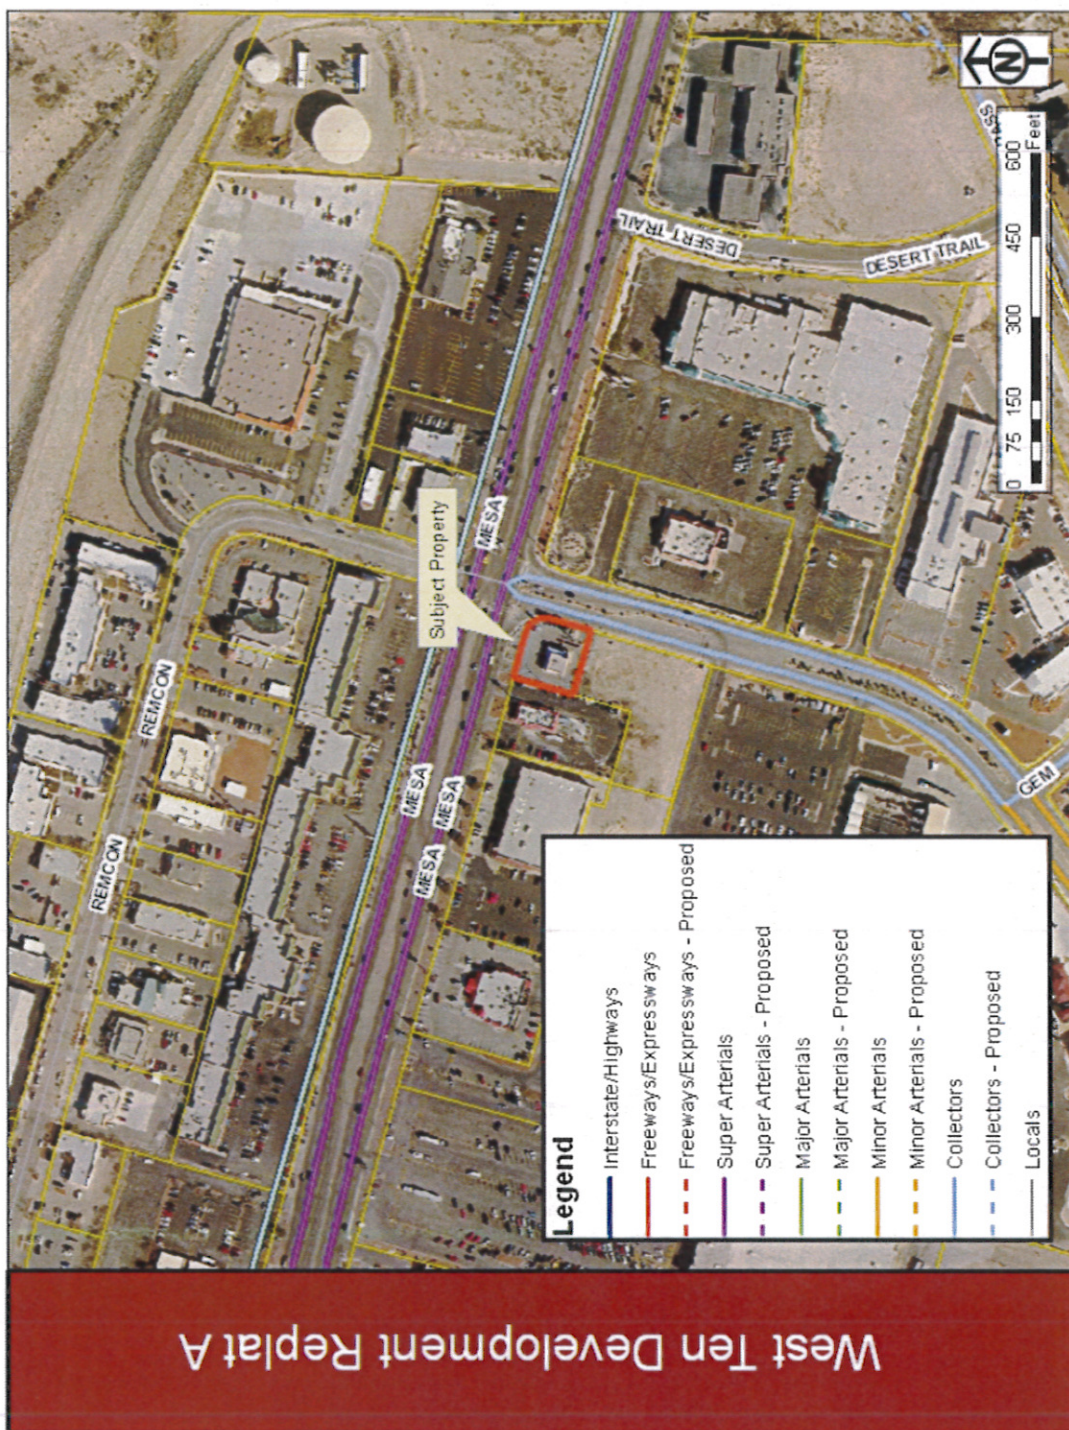 West Ten Development Replat A
Subject Property
MESA
MESA
MESA
MESA
REMCON
REMCON
DESERT TRAIL
DESERT TRAIL
GEM
N
0 75 150 300 450 600
Feet
Legend
Interstate/Highways
Freeways/Expressways
Freeways/Expressways - Proposed
Super Arterials
Super Arterials - Proposed
Major Arterials
Major Arterials - Proposed
Minor Arterials
Minor Arterials - Proposed
Collectors
Collectors - Proposed
Locals